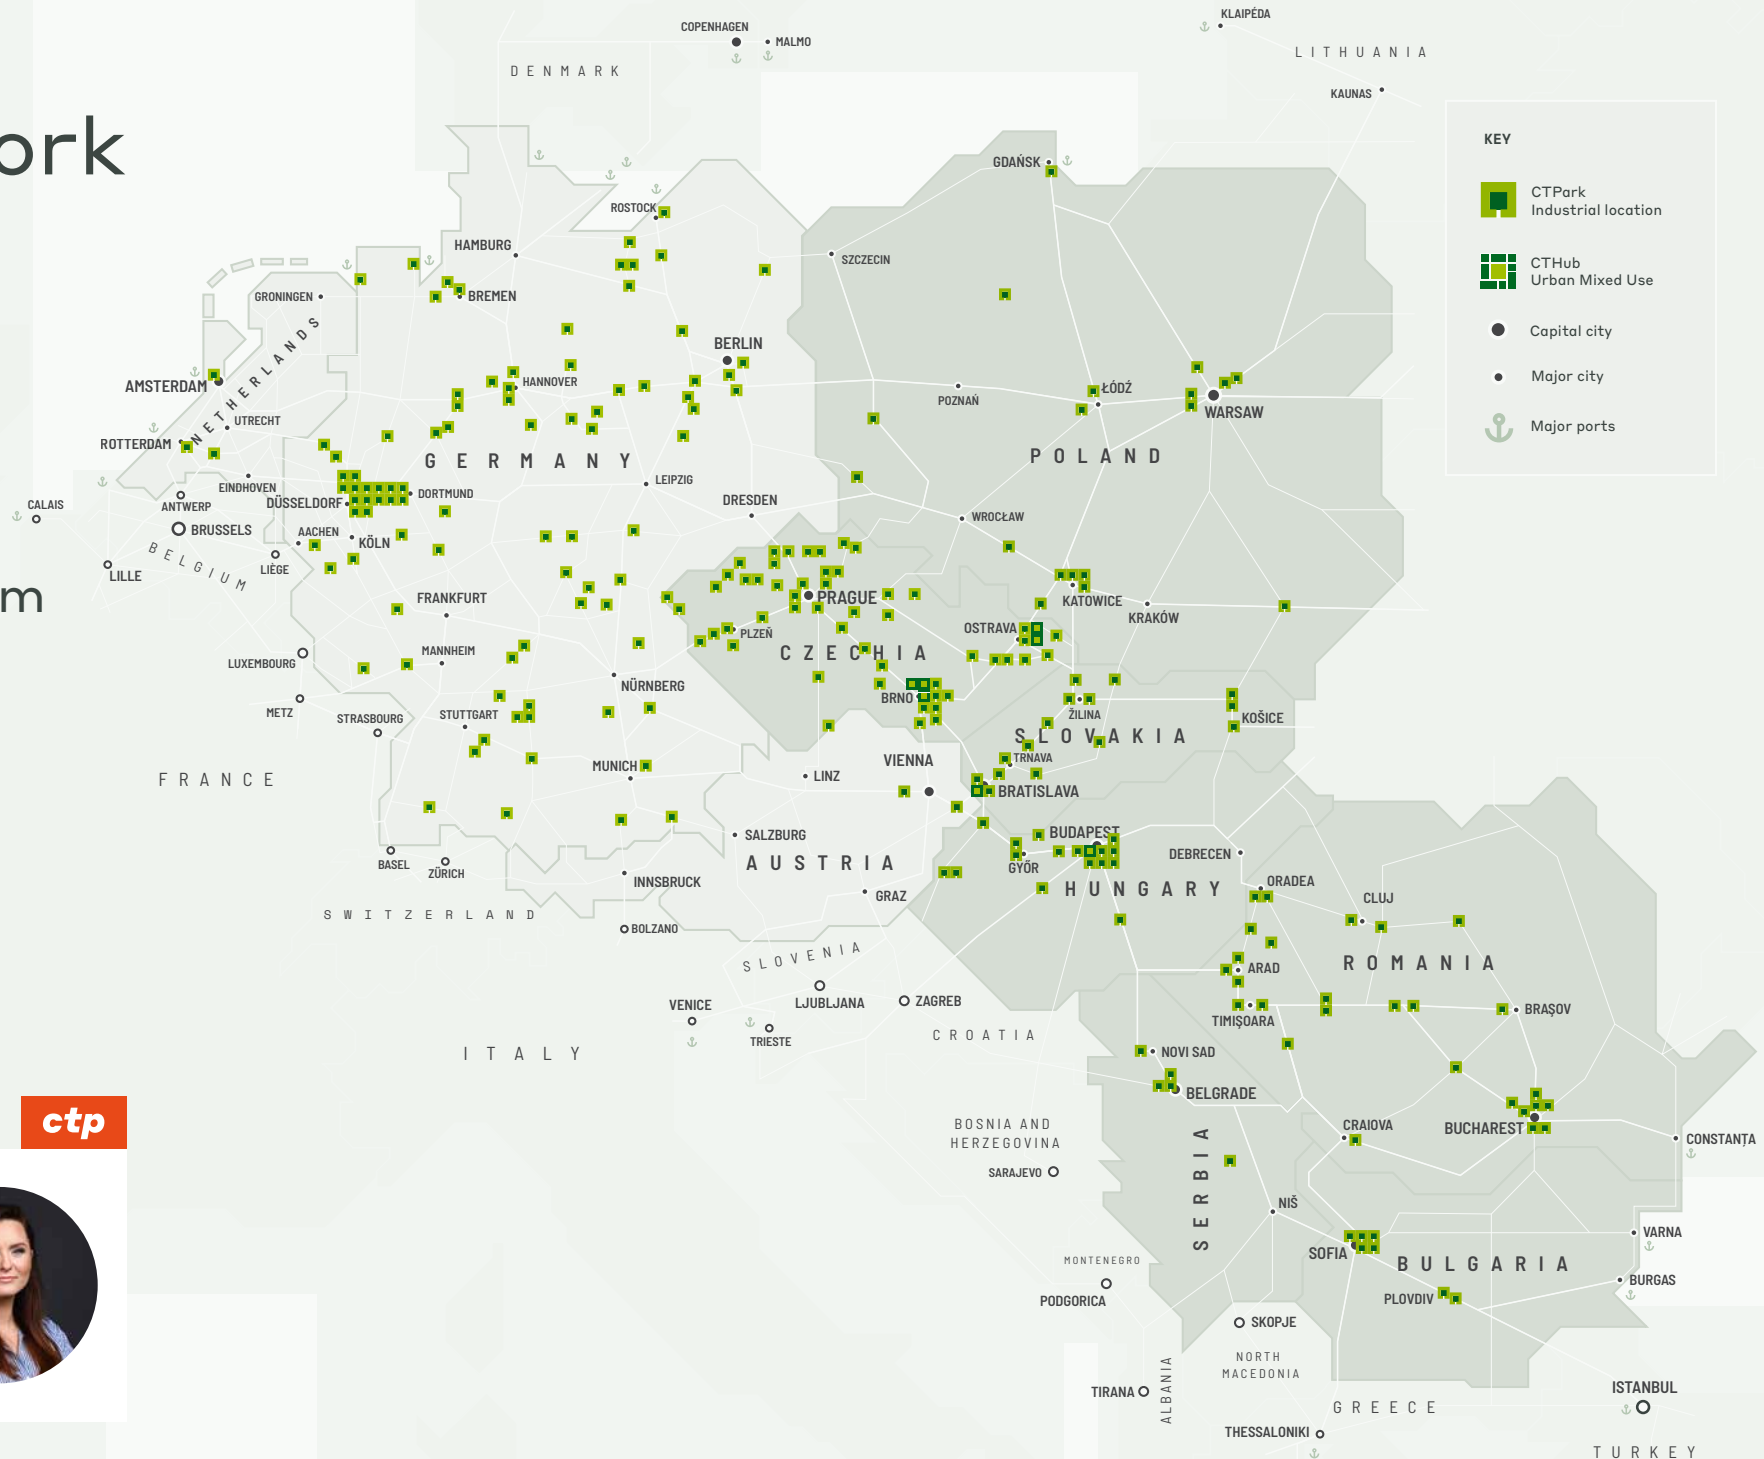 ork
m
ctp
KEY
CTPark
Industrial location
CTHub
Urban Mixed Use
Capital city
Major city
Major ports
COPENHAGEN
MALMO
DENMARK
KLAIPÉDA
LITHUANIA
KAUNAS
GDAŃSK
ROSTOCK
HAMBURG
SZCZECIN
GRONINGEN
BREMEN
NETHERLANDS
BERLIN
AMSTERDAM
HANNOVER
POZNAŃ
ŁÓDŹ
WARSAW
UTRECHT
ROTTERDAM
GERMANY
POLAND
EINDHOVEN
LEIPZIG
DORTMUND
CALAIS
ANTWERP
DÜSSELDORF
DRESDEN
BRUSSELS
AACHEN
KÖLN
WROCŁAW
BELGIUM
LIÈGE
LILLE
FRANKFURT
PRAGUE
KATOWICE
KRAKÓW
PLZEŇ
OSTRAVA
CZECHIA
LUXEMBOURG
MANNHEIM
NÜRNBERG
BRNO
METZ
STRASBOURG
STUTTGART
ŽILINA
KOŠICE
SLOVAKIA
FRANCE
MUNICH
LINZ
VIENNA
TRNAVA
BRATISLAVA
SALZBURG
BUDAPEST
BASEL
ZÜRICH
AUSTRIA
GYŐR
DEBRECEN
INNSBRUCK
HUNGARY
ORADEA
GRAZ
CLUJ
SWITZERLAND
BOLZANO
SLOVENIA
ROMANIA
ARAD
VENICE
LJUBLJANA
ZAGREB
TIMIŞOARA
BRAŞOV
TRIESTE
CROATIA
ITALY
NOVI SAD
BELGRADE
BOSNIA AND
HERZEGOVINA
CRAIOVA
BUCHAREST
CONSTANȚA
SARAJEVO
SERBIA
NIŠ
VARNA
MONTENEGRO
SOFIA
BULGARIA
BURGAS
PODGORICA
PLOVDIV
SKOPJE
NORTH
MACEDONIA
TIRANA
ALBANIA
ISTANBUL
GREECE
THESSALONIKI
TURKEY